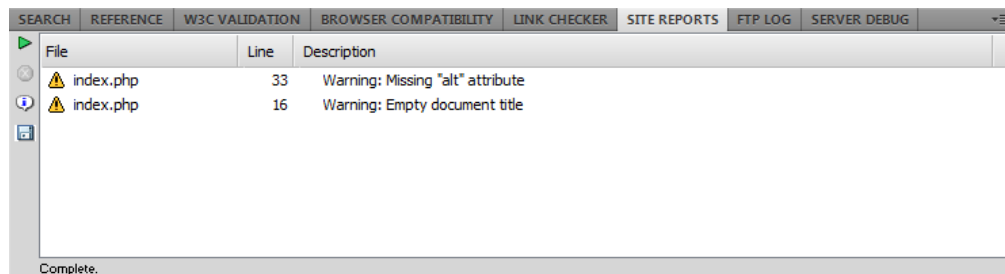 SEARCH REFERENCE W3C VALIDATION BROWSER COMPATIBILITY LINK CHECKER SITE REPORTS FTP LOG SERVER DEBUG
File Line Description
index.php 33 Warning: Missing "alt" attribute
index.php 16 Warning: Empty document title
Complete.